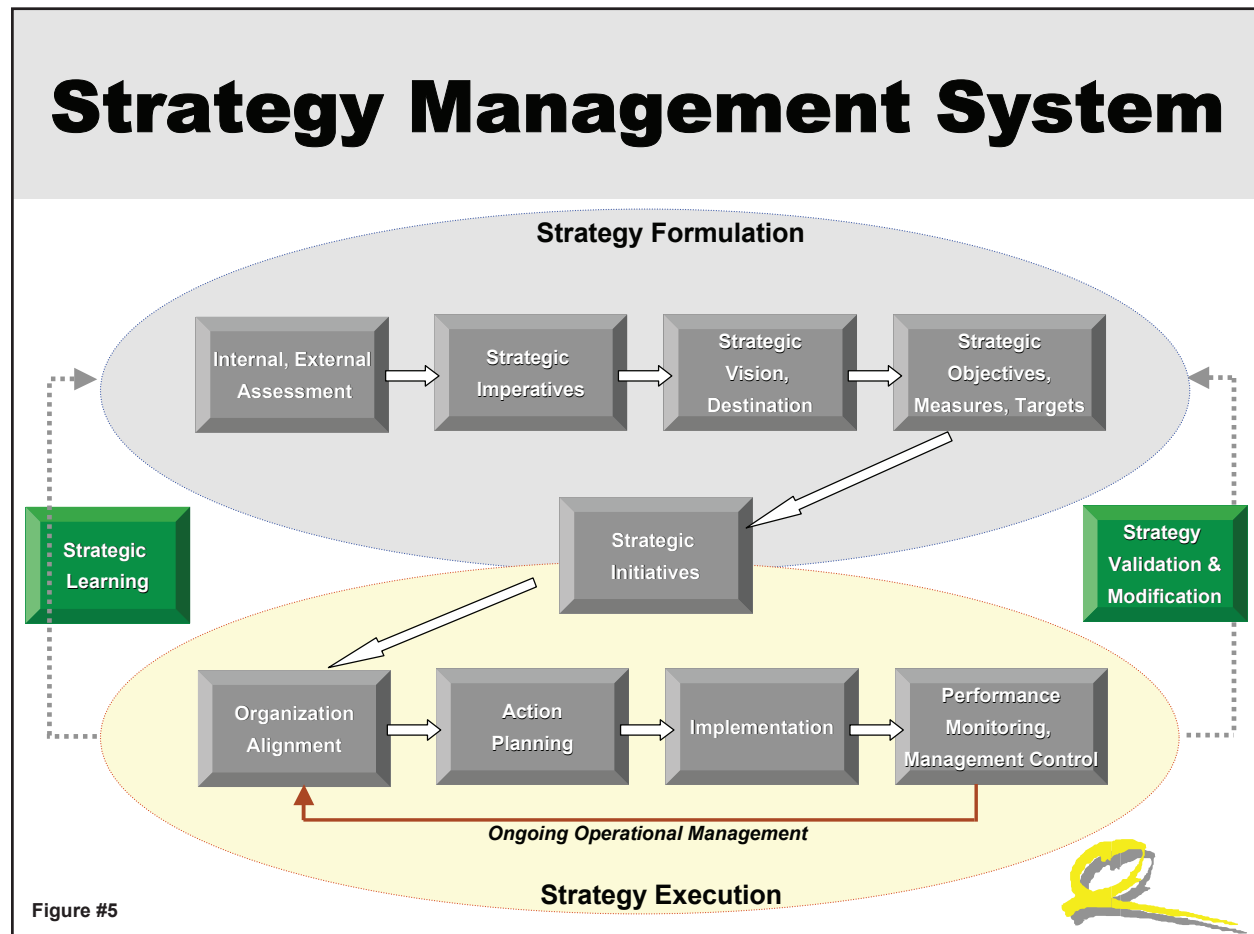 Strategy Management System
Strategy Formulation
Internal, External
Assessment
Strategic
Imperatives
Strategic
Vision,
Destination
Strategic
Objectives,
Measures, Targets
Strategic
Initiatives
Strategic
Learning
Strategy
Validation &
Modification
Organization
Alignment
Action
Planning
Implementation
Performance
Monitoring,
Management Control
Ongoing Operational Management
Strategy Execution
Figure #5